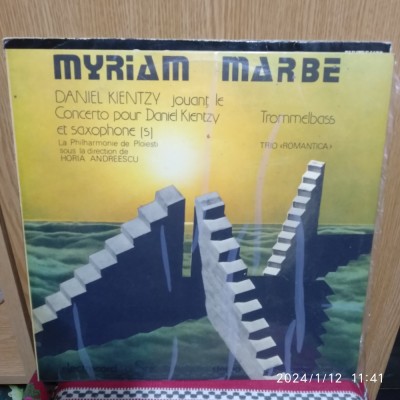 MYRIAM MARBE
DANIEL KIENTZY jouant le
Concerto pour Daniel Kientzy
et saxophone [s]
La Philharmonie de Ploiesti
sous la direction de
HORIA ANDREESCU
Trommelbass
TRIO «ROMANTICA»
2024/1/12 11:41